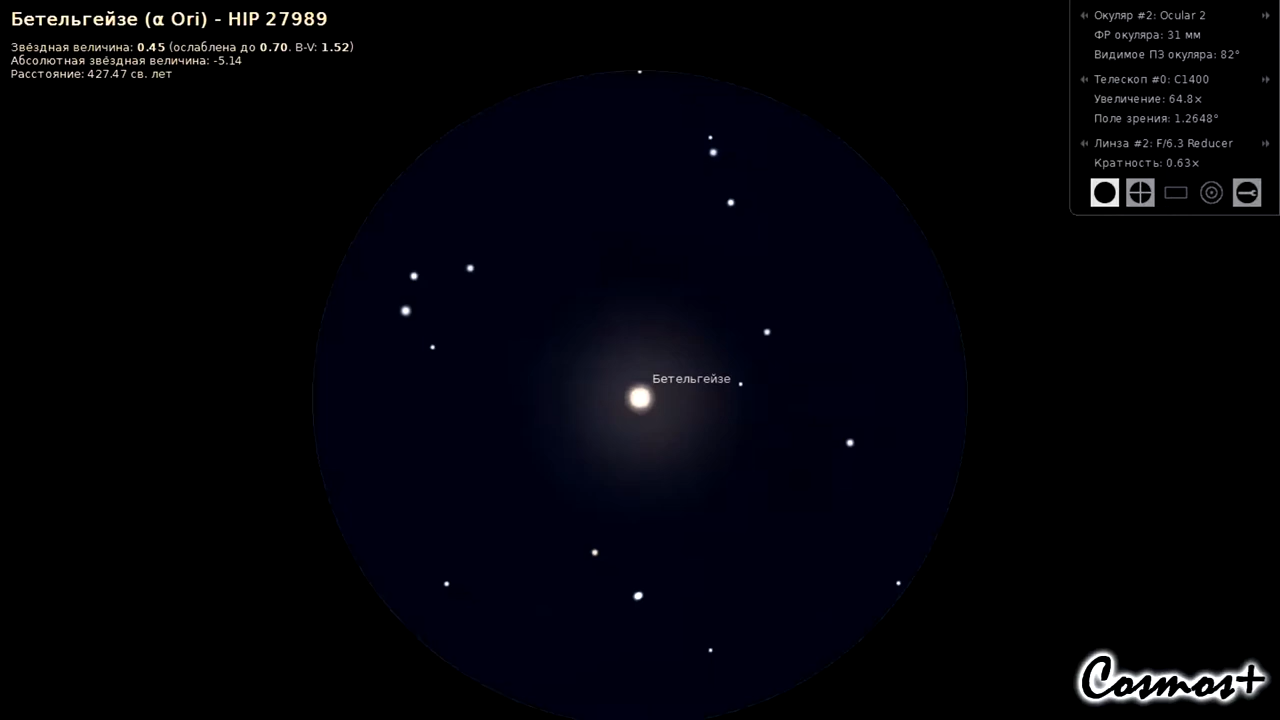 Бетельгейзе (α Ori) - HIP 27989
Звёздная величина: 0.45 (ослаблена до 0.70. B-V: 1.52)
Абсолютная звёздная величина: -5.14
Расстояние: 427.47 св. лет
Окуляр #2: Ocular 2
ФР окуляра: 31 мм
Видимое ПЗ окуляра: 82°
Телескоп #0: C1400
Увеличение: 64.8×
Поле зрения: 1.2648°
Линза #2: F/6.3 Reducer
Кратность: 0.63×
Бетельгейзе
Cosmos+